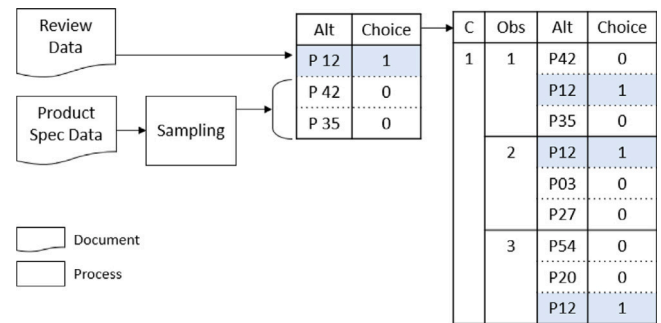 Review
Data
Product
Spec Data
Sampling
Alt Choice
P 12 1
P 42 0
P 35 0
C Obs Alt Choice
1 1 P42 0
P12 1
P35 0
2 P12 1
P03 0
P27 0
3 P54 0
P20 0
P12 1
Document
Process